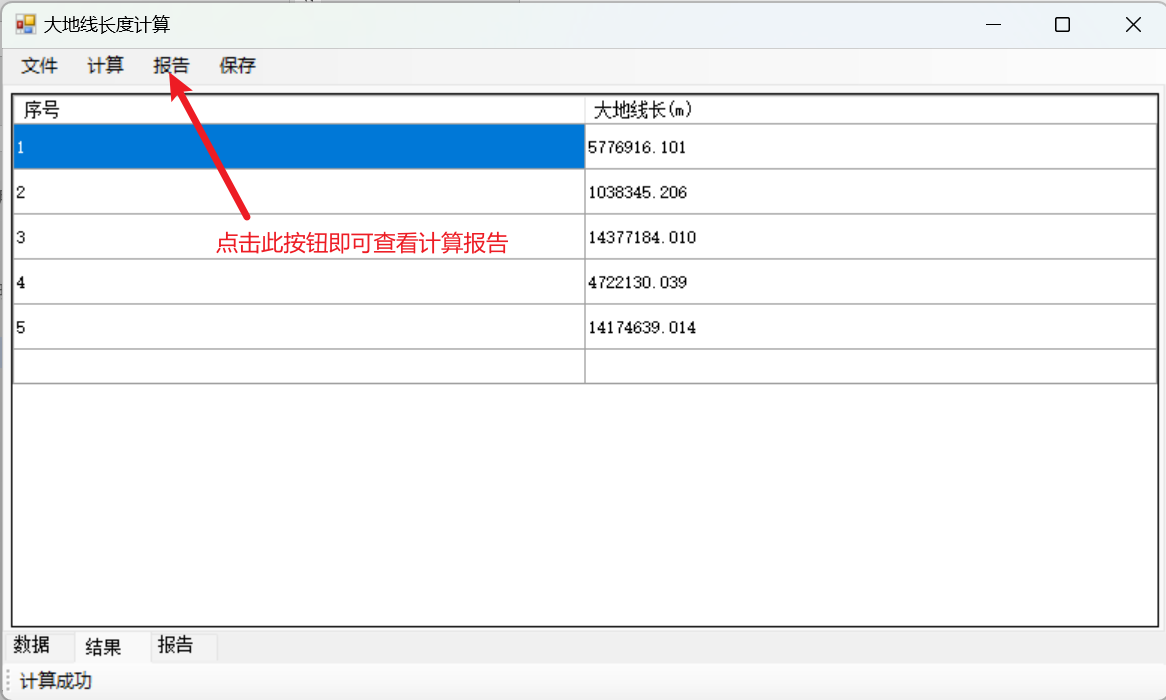 大地线长度计算
文件 计算 报告 保存
序号 大地线长(m)
1 5776916.101
2 1038345.206
点击此按钮即可查看计算报告
3 14377184.010
4 4722130.039
5 14174639.014
数据 结果 报告
计算成功